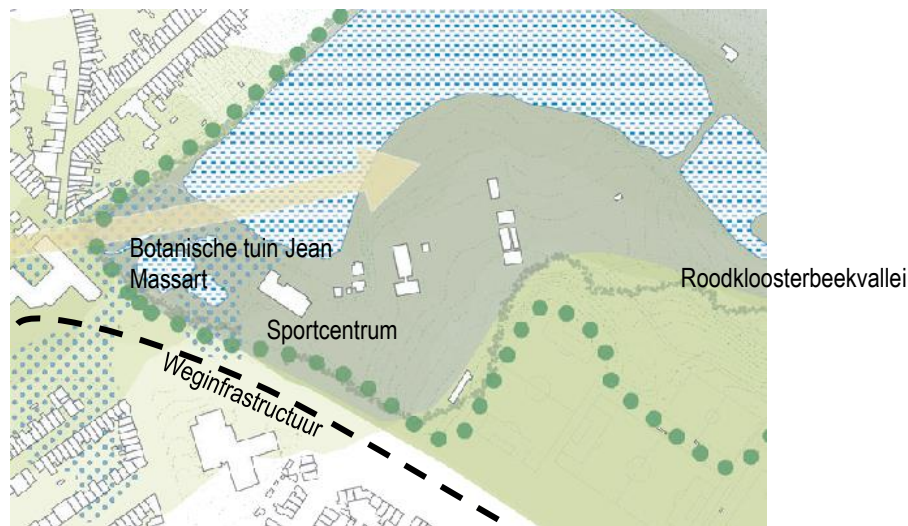 Botanische tuin Jean
Massart
Roodkloosterbeekvallei
Sportcentrum
Weginfrastructuur